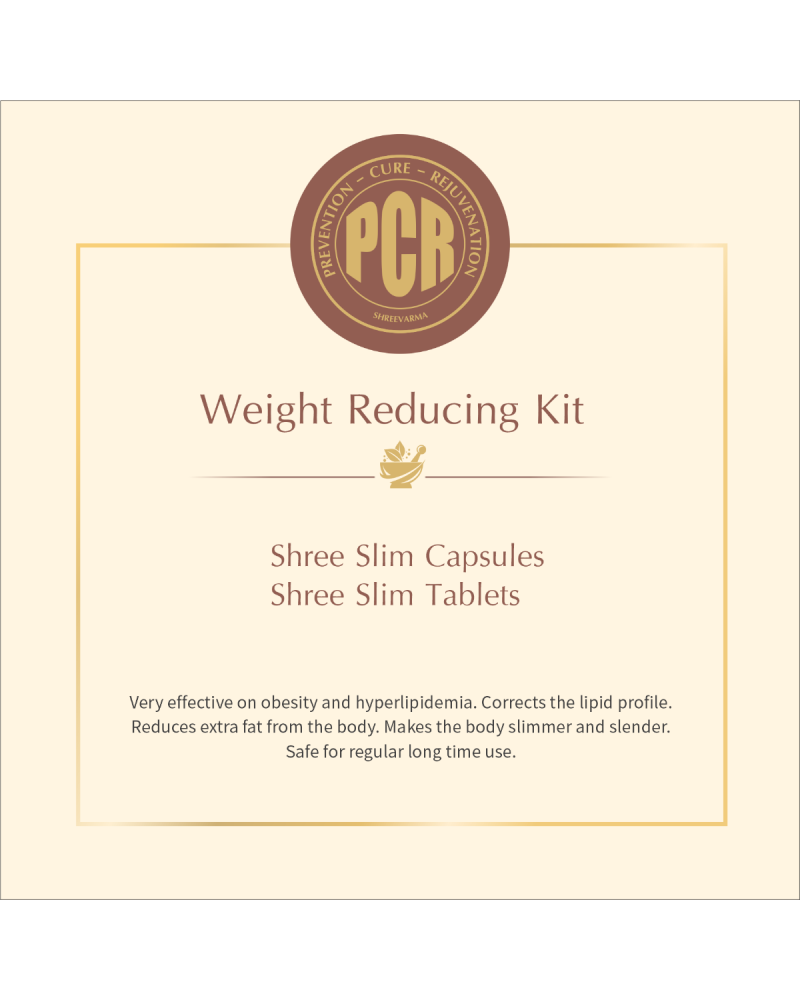 PREVENTION – CURE – REJUVENATION
PCR
SHREEVARMA
Weight Reducing Kit
Shree Slim Capsules
Shree Slim Tablets
Very effective on obesity and hyperlipidemia. Corrects the lipid profile.
Reduces extra fat from the body. Makes the body slimmer and slender.
Safe for regular long time use.